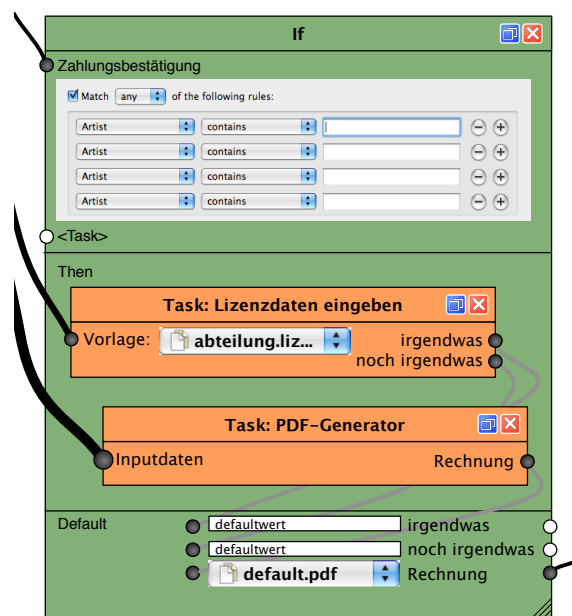 If
Zahlungsbestätigung
Match any of the following rules:
Artist contains
Artist contains
Artist contains
Artist contains
<Task>
Then
Task: Lizenzdaten eingeben
Vorlage: abteilung.liz... irgendwas
noch irgendwas
Task: PDF-Generator
Inputdaten Rechnung
Default defaultwert irgendwas
defaultwert noch irgendwas
default.pdf Rechnung